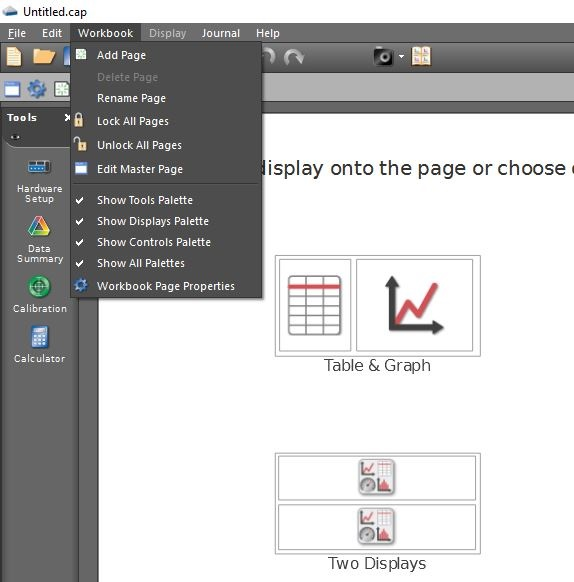 Untitled.cap
File Edit Workbook Display Journal Help
Add Page
Delete Page
Rename Page
Lock All Pages
Unlock All Pages
Edit Master Page
Show Tools Palette
Show Displays Palette
Show Controls Palette
Show All Palettes
Workbook Page Properties
Tools
Hardware
Setup
Data
Summary
Calibration
Calculator
display onto the page or choose
Table & Graph
Two Displays